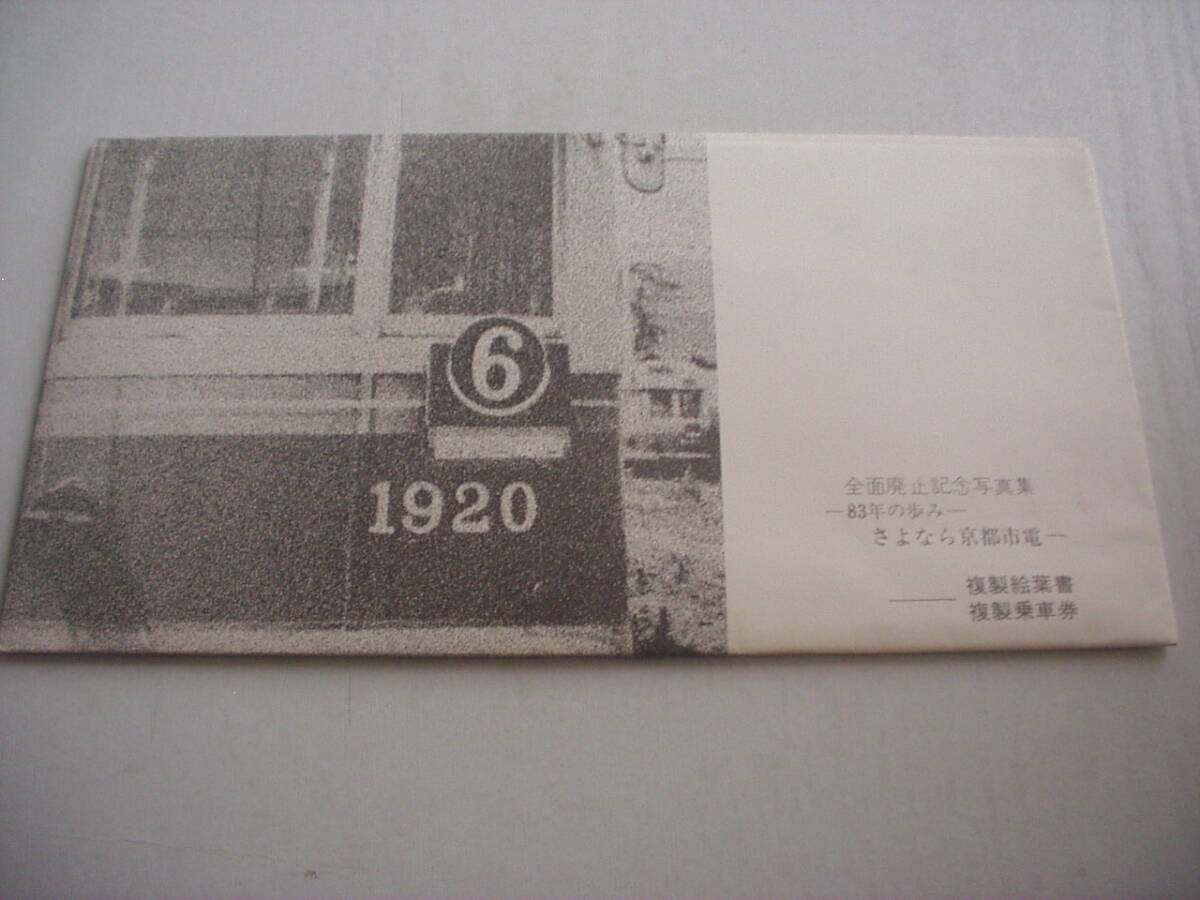 6
1920
全面廃止記念写真集
—83年の歩み—
さよなら京都市電—
複製絵葉書
複製乗車券